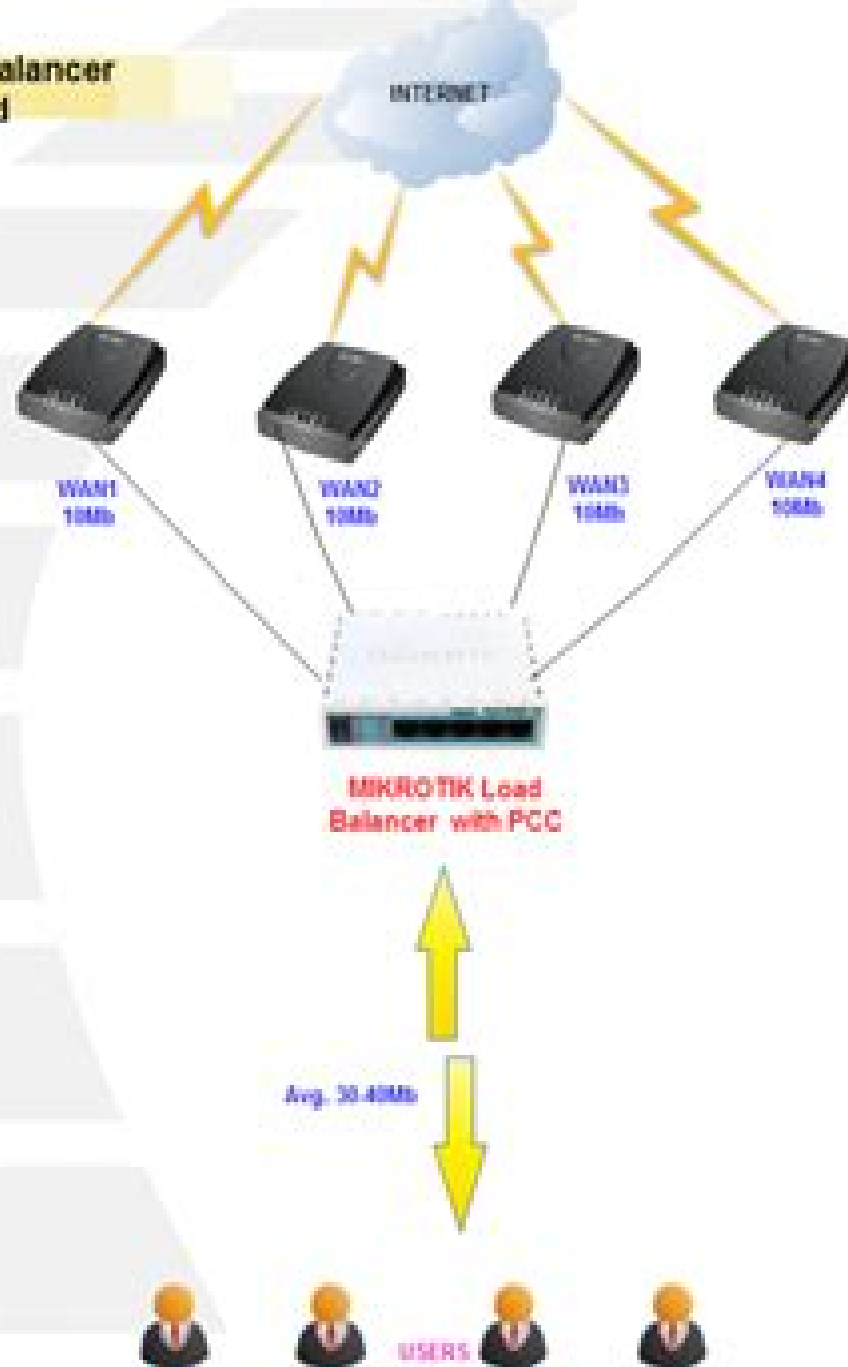 alancer
d
INTERNET
WAN1
10Mb
WAN2
10Mb
WAN3
10Mb
WAN4
10Mb
MIKROTIK Load
Balancer with PCC
Avg. 30-40Mb
USERS